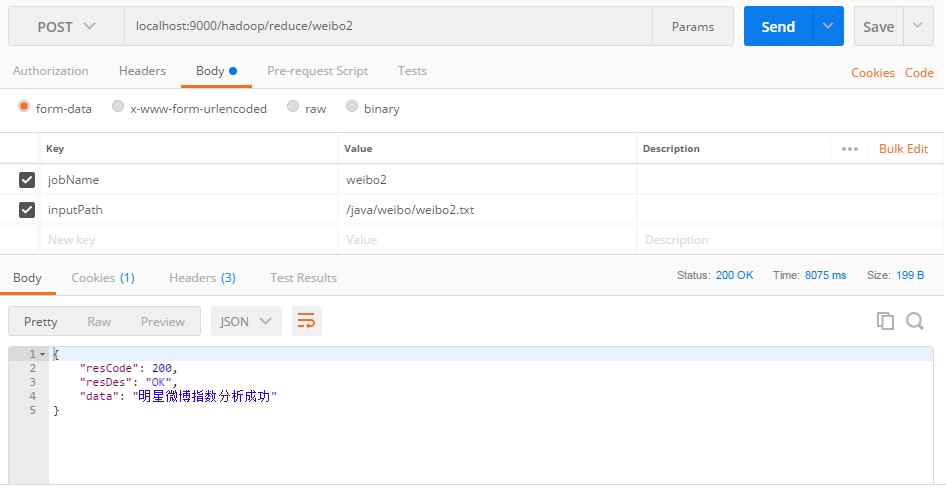 POST localhost:9000/hadoop/reduce/weibo2 Params Send Save
Authorization Headers Body Pre-request Script Tests Cookies Code
form-data x-www-form-urlencoded raw binary
Key Value Description ••• Bulk Edit
jobName weibo2
inputPath /java/weibo/weibo2.txt
New key Value Description
Body Cookies (1) Headers (3) Test Results Status: 200 OK Time: 8075 ms Size: 199 B
Pretty Raw Preview JSON
1 {
2 "resCode": 200,
3 "resDes": "OK",
4 "data": "明星微博指数分析成功"
5 }